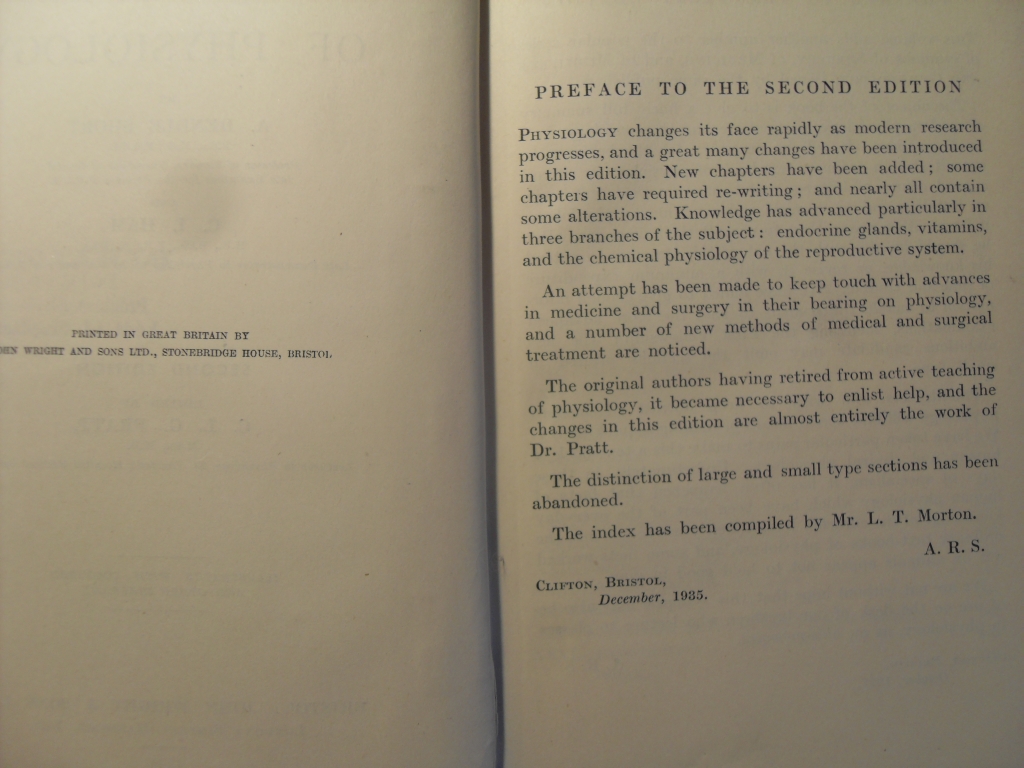 PRINTED IN GREAT BRITAIN BY
WRIGHT AND SONS LTD., STONEBRIDGE HOUSE, BRISTOL
PREFACE TO THE SECOND EDITION
PHYSIOLOGY changes its face rapidly as modern research
progresses, and a great many changes have been introduced
in this edition. New chapters have been added; some
chapters have required re-writing; and nearly all contain
some alterations. Knowledge has advanced particularly in
three branches of the subject: endocrine glands, vitamins,
and the chemical physiology of the reproductive system.
An attempt has been made to keep touch with advances
in medicine and surgery in their bearing on physiology,
and a number of new methods of medical and surgical
treatment are noticed.
The original authors having retired from active teaching
of physiology, it became necessary to enlist help, and the
changes in this edition are almost entirely the work of
Dr. Pratt.
The distinction of large and small type sections has been
abandoned.
The index has been compiled by Mr. L. T. Morton.
A. R. S.
CLIFTON, BRISTOL,
December, 1935.